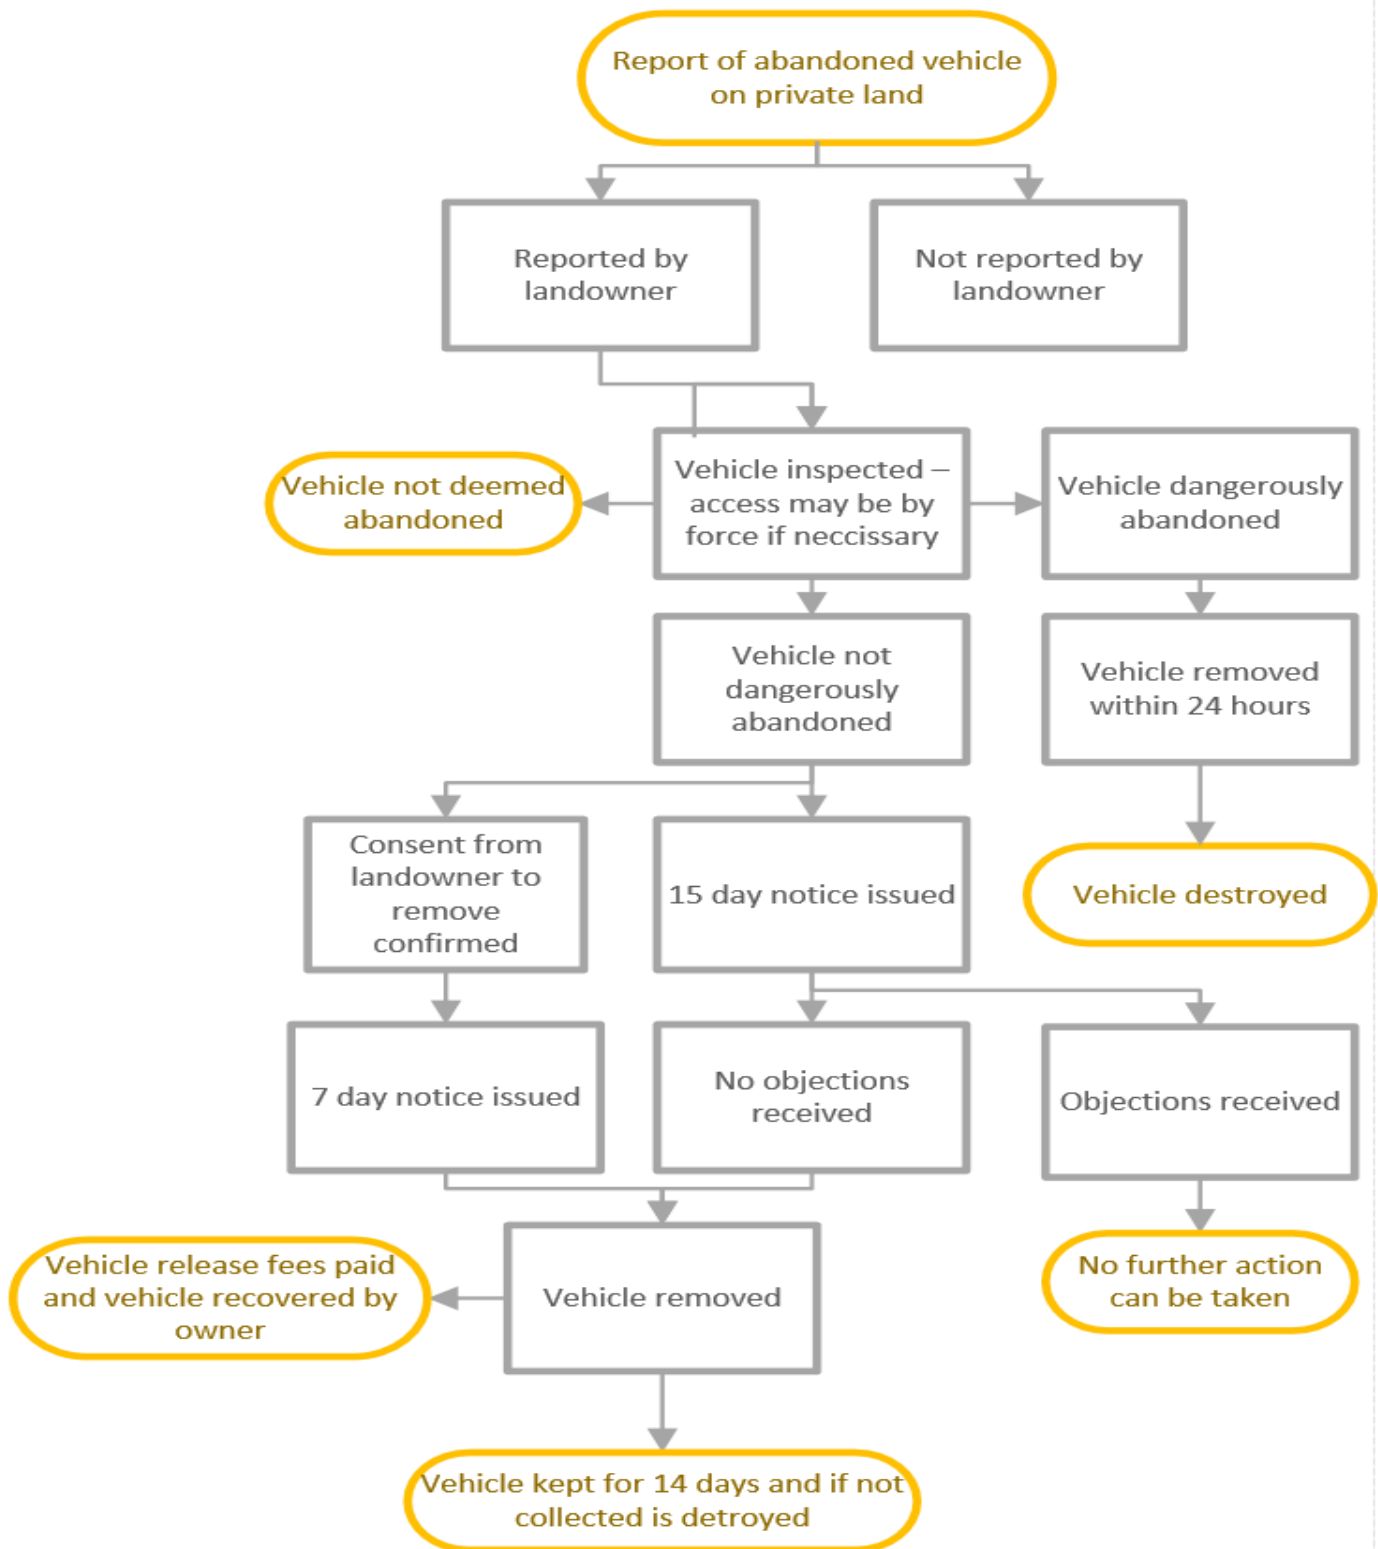 Report of abandoned vehicle
on private land
Reported by
landowner
Not reported by
landowner
Vehicle not deemed
abandoned
Vehicle inspected –
access may be by
force if neccissary
Vehicle dangerously
abandoned
Vehicle not
dangerously
abandoned
Vehicle removed
within 24 hours
Consent from
landowner to
remove
confirmed
15 day notice issued
Vehicle destroyed
7 day notice issued
No objections
received
Objections received
Vehicle release fees paid
and vehicle recovered by
owner
Vehicle removed
No further action
can be taken
Vehicle kept for 14 days and if not
collected is detroyed